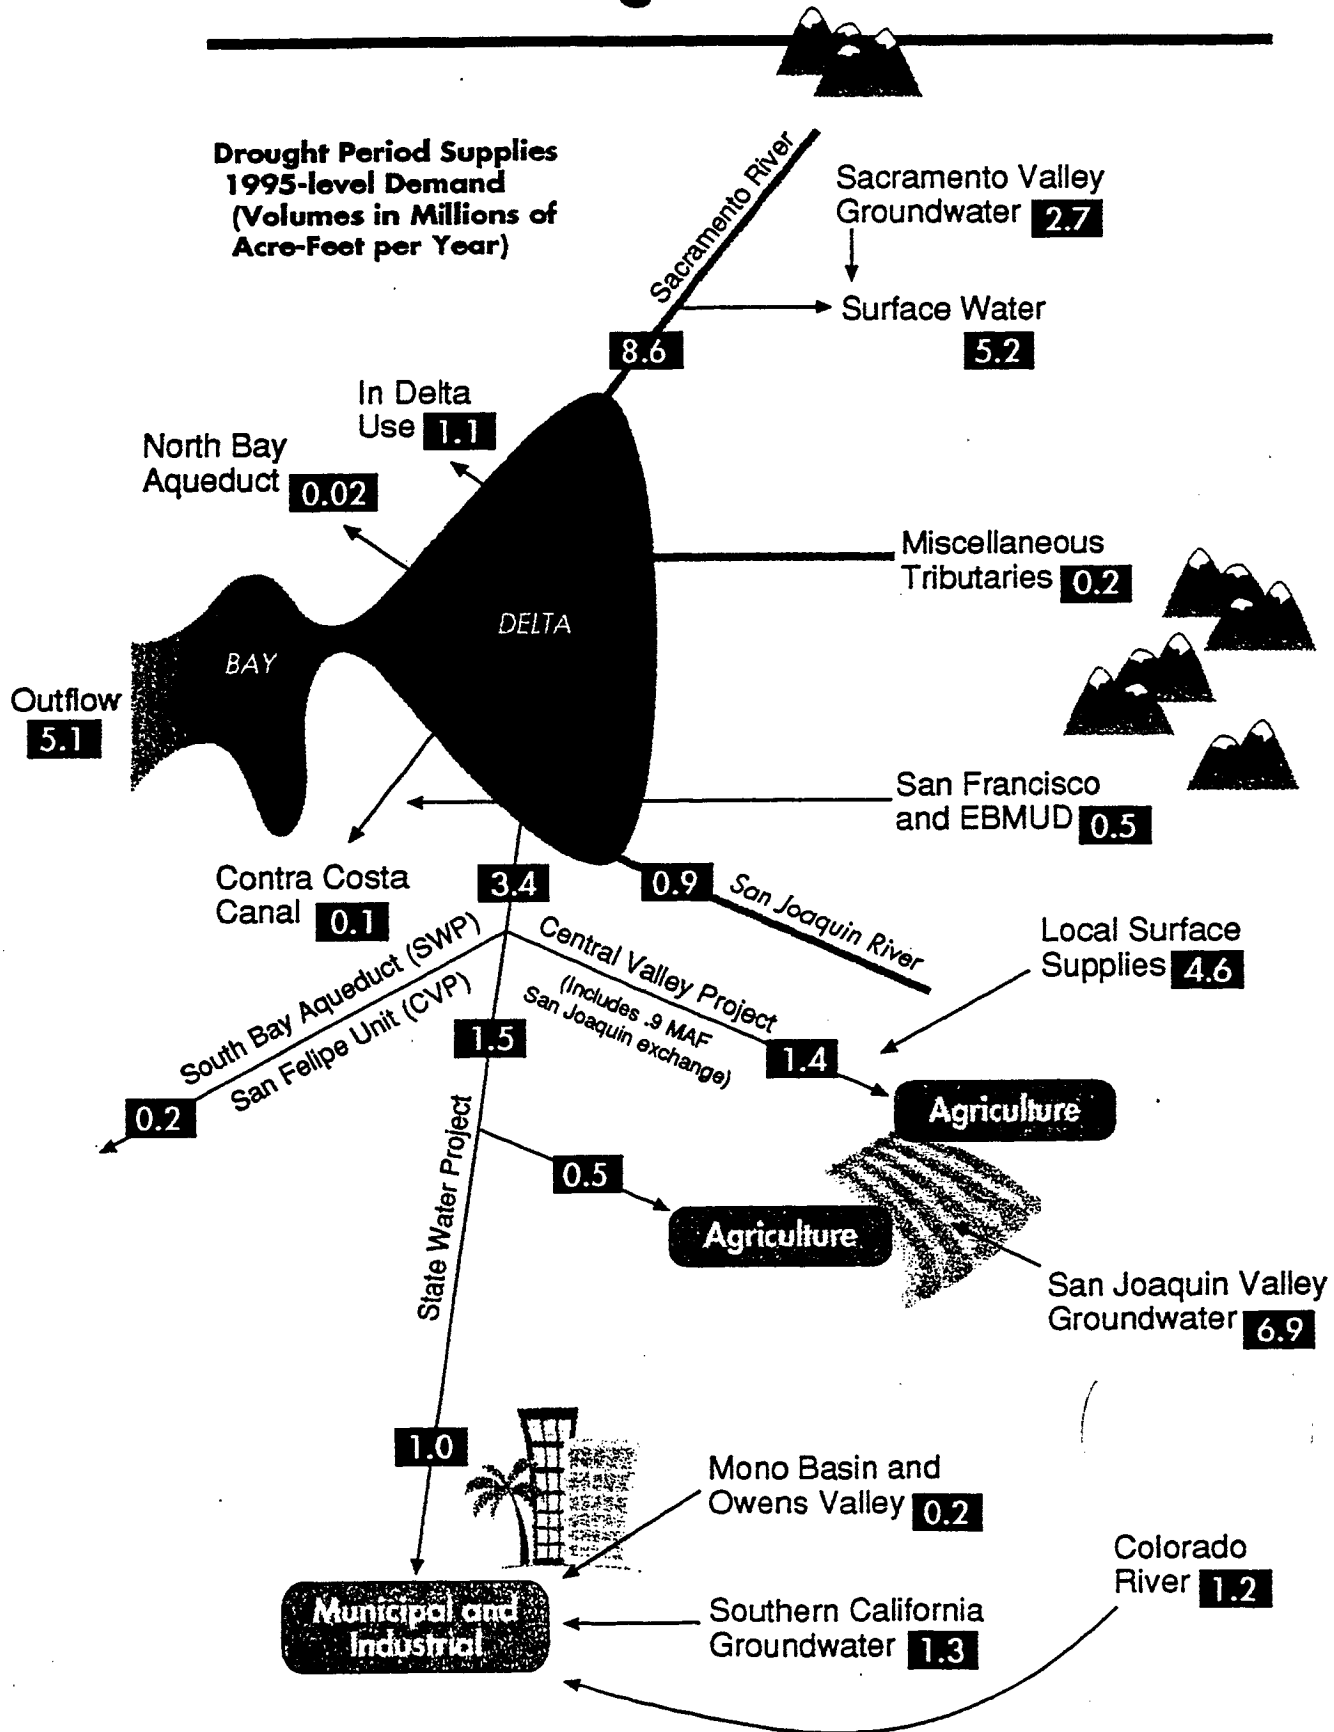 Drought Period Supplies
1995-level Demand
(Volumes in Millions of
Acre-Feet per Year)
Sacramento River
Sacramento Valley
Groundwater 2.7
Surface Water
5.2
8.6
In Delta
Use 1.1
North Bay
Aqueduct 0.02
Miscellaneous
Tributaries 0.2
DELTA
BAY
Outflow
5.1
San Francisco
and EBMUD 0.5
Contra Costa
Canal 0.1
3.4
0.9
San Joaquin River
South Bay Aqueduct (SWP)
San Felipe Unit (CVP)
0.2
Central Valley Project
(Includes .9 MAF
San Joaquin exchange)
1.4
Local Surface
Supplies 4.6
1.5
Agriculture
State Water Project
0.5
Agriculture
San Joaquin Valley
Groundwater 6.9
1.0
Mono Basin and
Owens Valley 0.2
Colorado
River 1.2
Municipal and
Industrial
Southern California
Groundwater 1.3